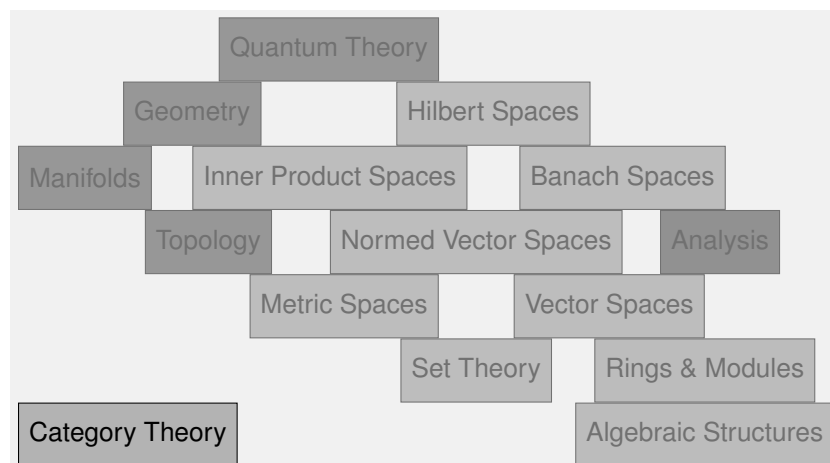 Quantum Theory
Geometry Hilbert Spaces
Manifolds Inner Product Spaces Banach Spaces
Topology Normed Vector Spaces Analysis
Metric Spaces Vector Spaces
Set Theory Rings & Modules
Category Theory Algebraic Structures